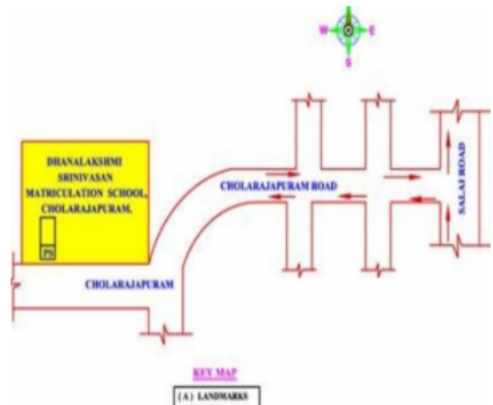 W E
S
DHANALAKSHMI
SRINIVASAN
MATRICULATION SCHOOL,
CHOLARAJAPURAM.
PS
CHOLARAJAPURAM ROAD
SALAI ROAD
CHOLARAJAPURAM
KEY MAP
(A) LANDMARKS